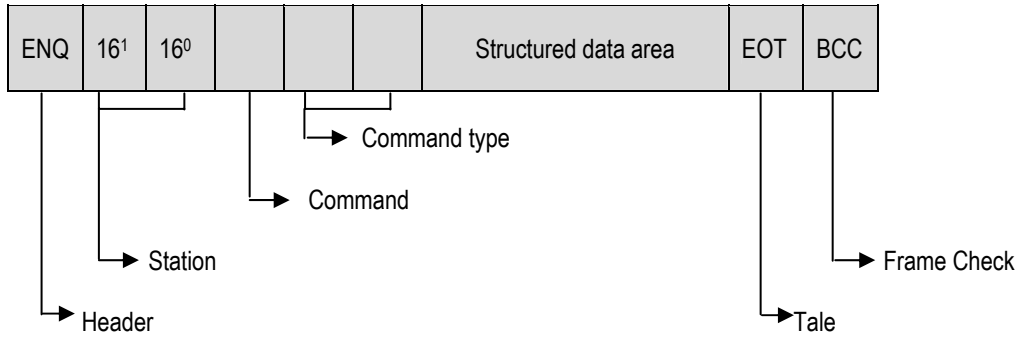 ENQ 16¹ 16⁰ Structured data area EOT BCC
Command type
Command
Station Frame Check
Header Tale